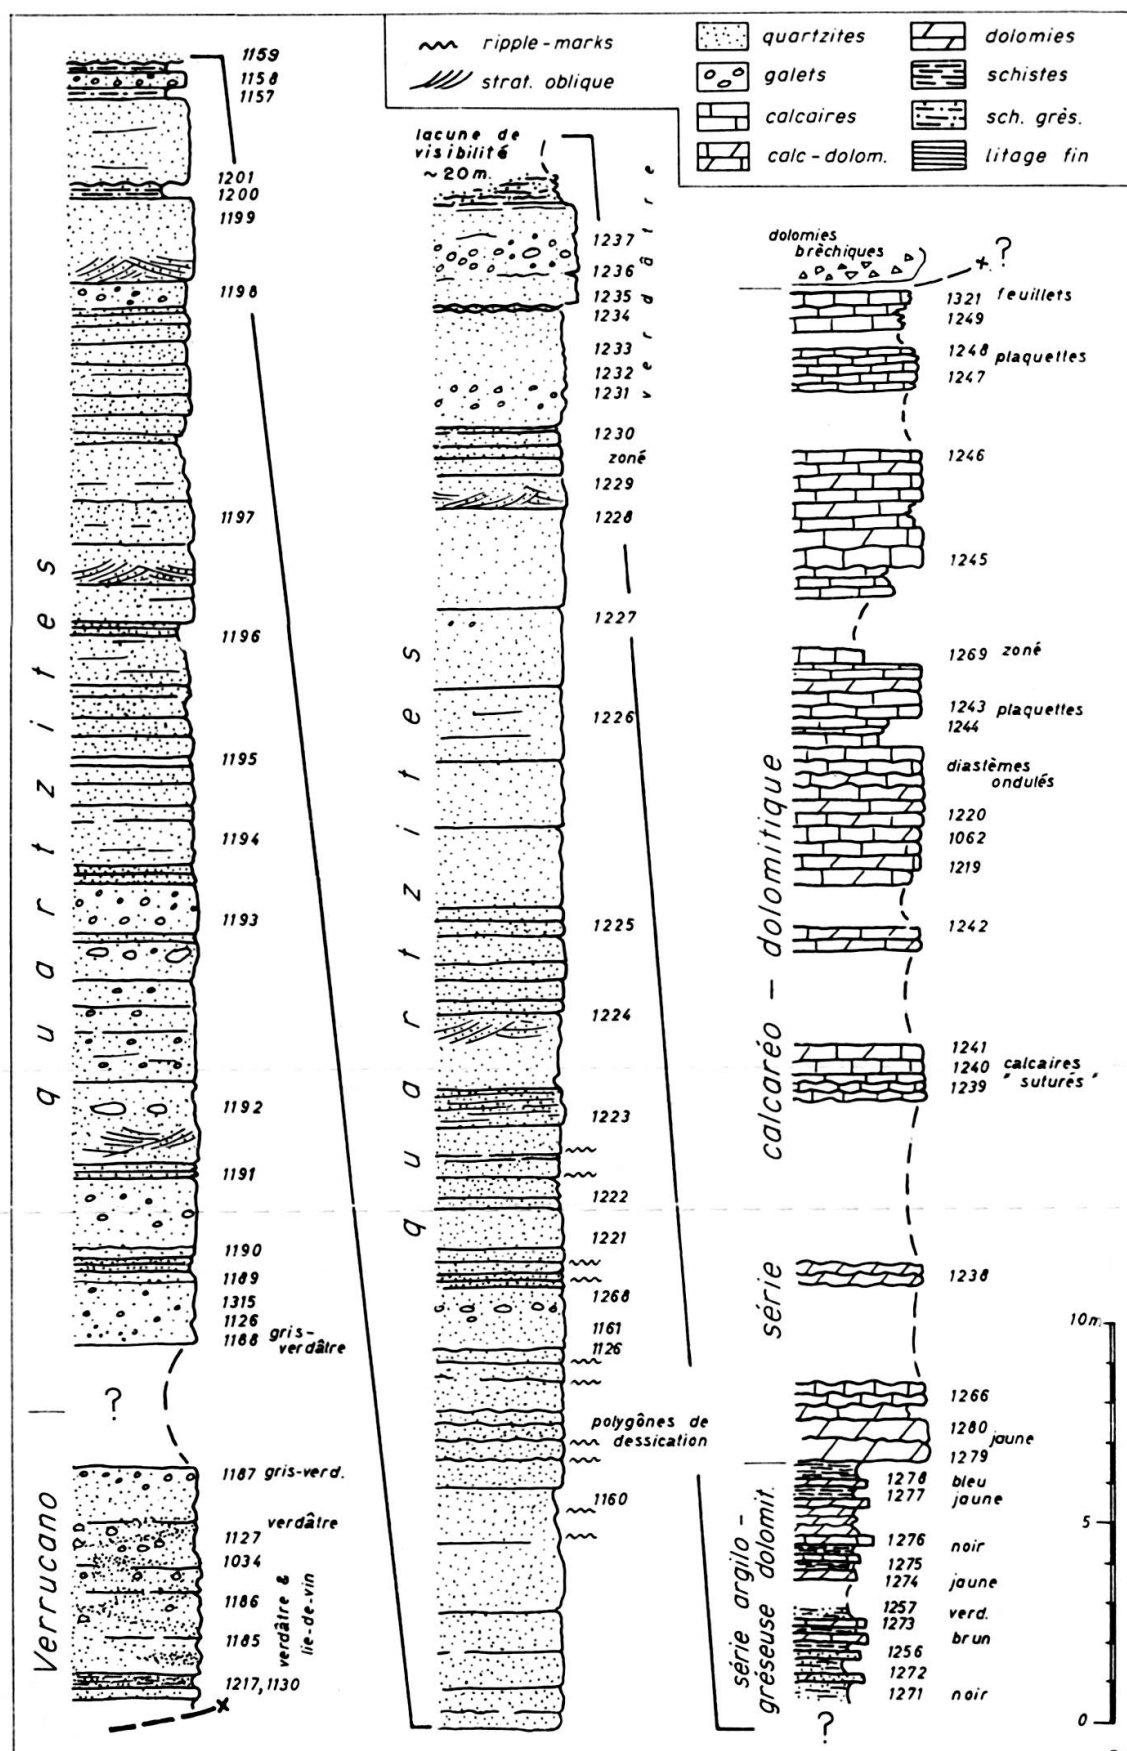 ripple-marks
strat. oblique
quartzites
galets
calcaires
calc-dolom.
dolomies
schistes
sch. grès.
litage fin
1159
1158
1157
1201
1200
1199
1198
1197
1196
1195
1194
1193
1192
1191
1190
1189
1315
1126
1188 gris-
verdâtre
?
1187 gris-verd.
verdâtre
1127
1034
1186
1185
1217, 1130
verdâtre &
lie-de-vin
x
quartzites
Verrucano
lacune de
visibilité
~ 20 m.
1237
1236
1235
1234
1233
1232
1231
verdâtre
1230
zoné
1229
1228
1227
1226
1225
1224
1223
1222
1221
1268
1161
1126
polygônes de
dessication
1160
quartzites
dolomies
brèchiques
x ?
1321 feuillets
1249
1248 plaquettes
1247
1246
1245
1269 zoné
1243 plaquettes
1244
diastèmes
ondulés
1220
1062
1219
1242
1241
1240 calcaires
1239 "suturés"
1238
1266
1280
jaune
1279
1278 bleu
1277 jaune
1276 noir
1275
1274 jaune
1257 verd.
1273
brun
1256
1272
1271 noir
?
série calcaréo - dolomitique
série argilo -
gréseuse dolomit.
10 m
5
0